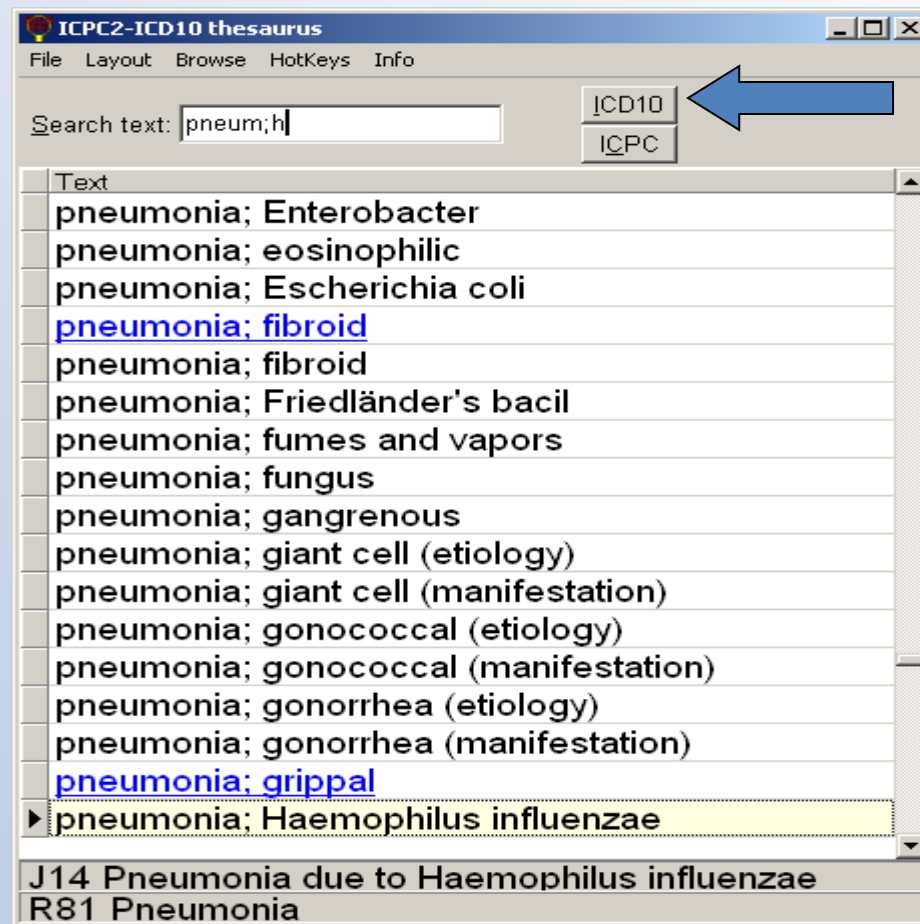 ICPC2-ICD10 thesaurus
File Layout Browse HotKeys Info
Search text: pneum;h
ICD10
ICPC
Text
pneumonia; Enterobacter
pneumonia; eosinophilic
pneumonia; Escherichia coli
pneumonia; fibroid
pneumonia; fibroid
pneumonia; Friedländer's bacil
pneumonia; fumes and vapors
pneumonia; fungus
pneumonia; gangrenous
pneumonia; giant cell (etiology)
pneumonia; giant cell (manifestation)
pneumonia; gonococcal (etiology)
pneumonia; gonococcal (manifestation)
pneumonia; gonorrhea (etiology)
pneumonia; gonorrhea (manifestation)
pneumonia; grippal
pneumonia; Haemophilus influenzae
J14 Pneumonia due to Haemophilus influenzae
R81 Pneumonia